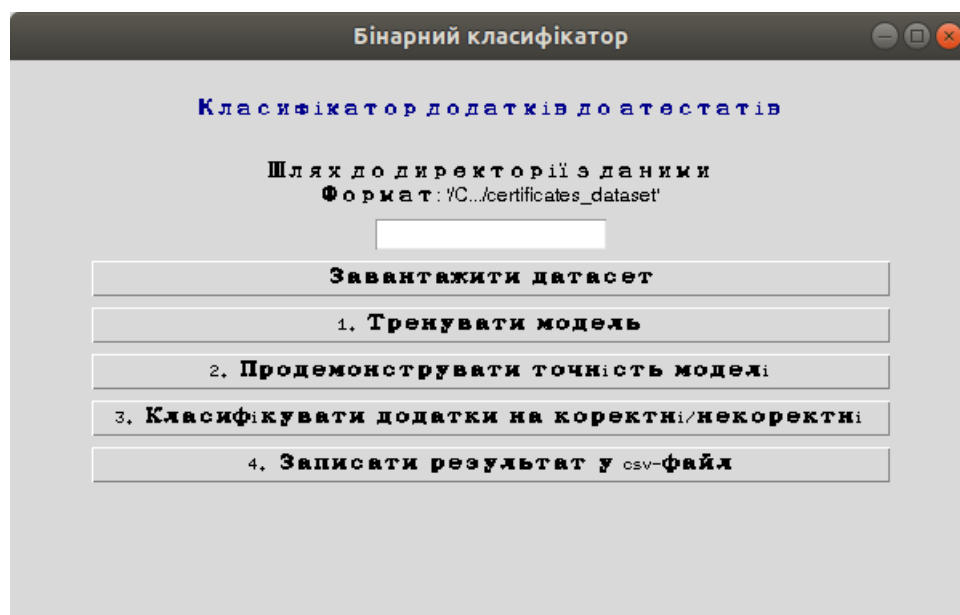 Бінарний класифікатор
Класифікатор додатків до атестатів
Шлях до директорії з даними
Формат: '/C.../certificates_dataset'
Завантажити датасет
1. Тренувати модель
2. Продемонструвати точність моделі
3. Класифікувати додатки на коректні/некоректні
4. Записати результат у csv-файл